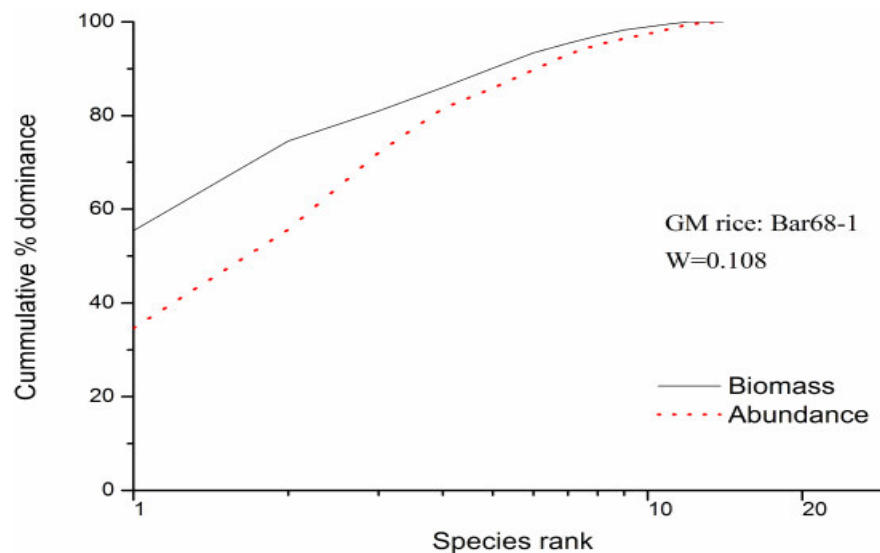 100
80
60
40
20
0
Cummulative % dominance
GM rice: Bar68-1
W=0.108
Biomass
Abundance
1
10
20
Species rank